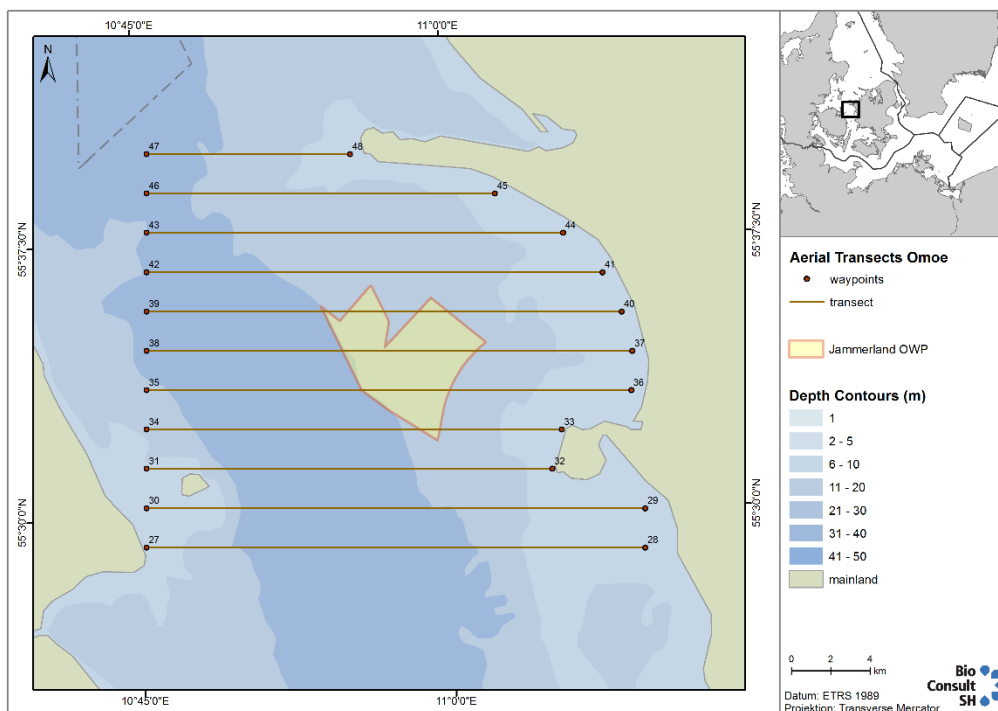 10°45'0"E
11°0'0"E
N
47
48
46
45
43
44
55°37'30"N
55°37'30"N
42
41
39
40
38
37
35
36
34
33
31
32
30
29
55°30'0"N
55°30'0"N
27
28
10°45'0"E
11°0'0"E
Aerial Transects Omoe
waypoints
transect
Jammerland OWP
Depth Contours (m)
1
2 - 5
6 - 10
11 - 20
21 - 30
31 - 40
41 - 50
mainland
0 2 4
km
Datum: ETRS 1989
Projektion: Transverse Mercator
Bio
Consult
SH